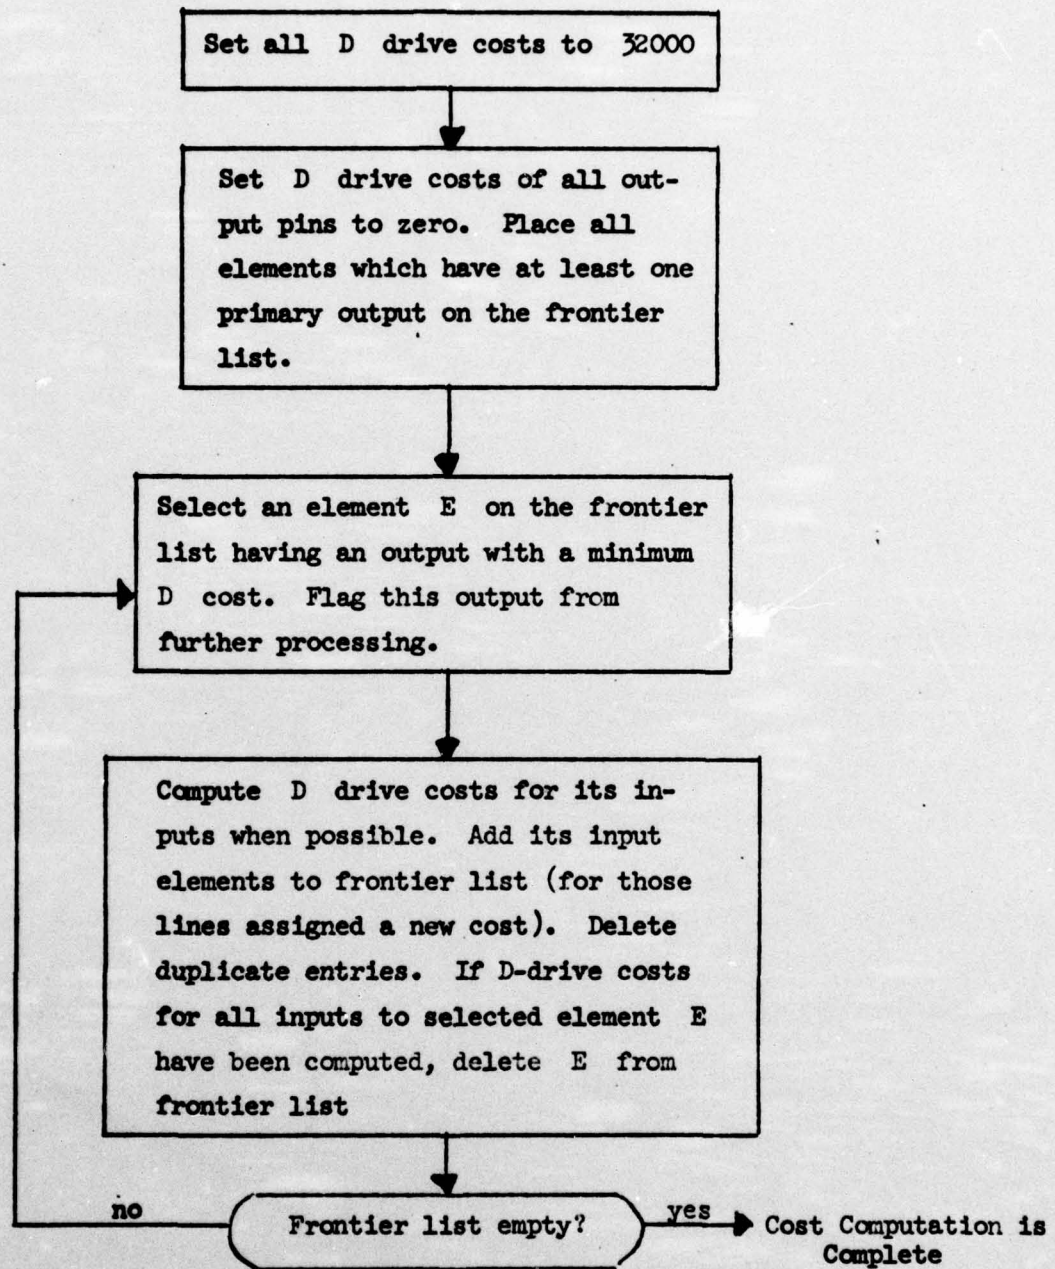 Set all D drive costs to 32000
Set D drive costs of all out-
put pins to zero. Place all
elements which have at least one
primary output on the frontier
list.
Select an element E on the frontier
list having an output with a minimum
D cost. Flag this output from
further processing.
Compute D drive costs for its in-
puts when possible. Add its input
elements to frontier list (for those
lines assigned a new cost). Delete
duplicate entries. If D-drive costs
for all inputs to selected element E
have been computed, delete E from
frontier list
no
Frontier list empty?
yes
Cost Computation is
Complete